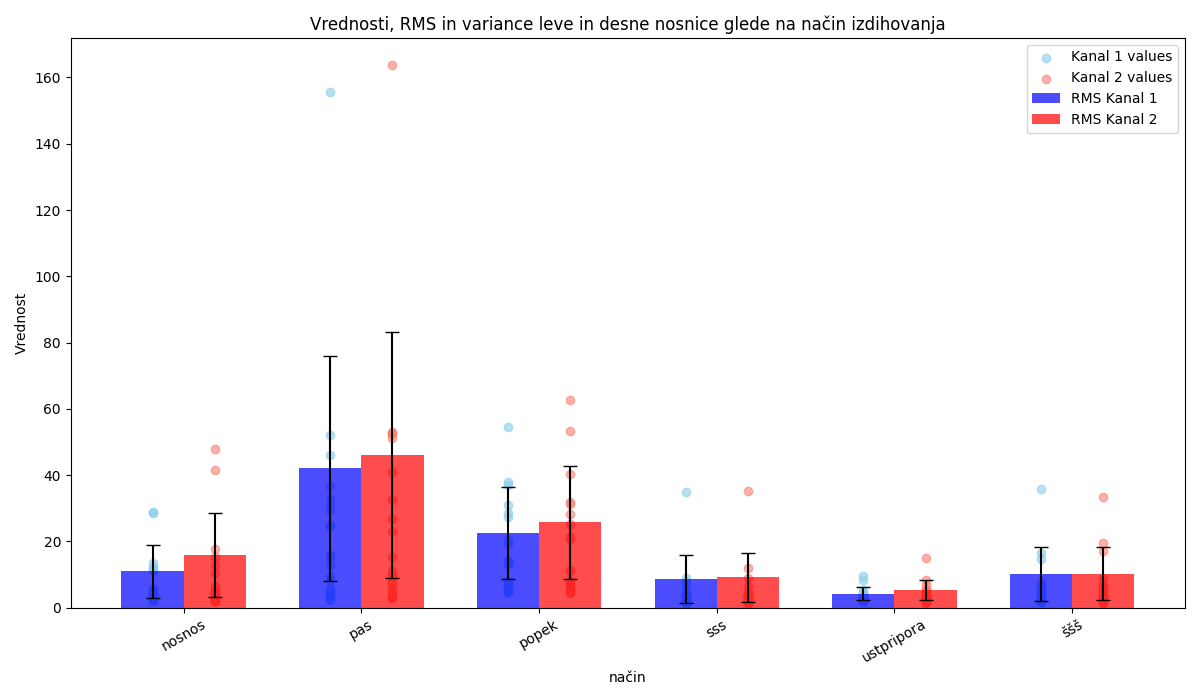 Vrednosti, RMS in variance leve in desne nosnice glede na način izdihovanja
Kanal 1 values
Kanal 2 values
RMS Kanal 1
RMS Kanal 2
Vrednost
160
140
120
100
80
60
40
20
0
nosnos
pas
popek
sss
ustpripora
ššš
način